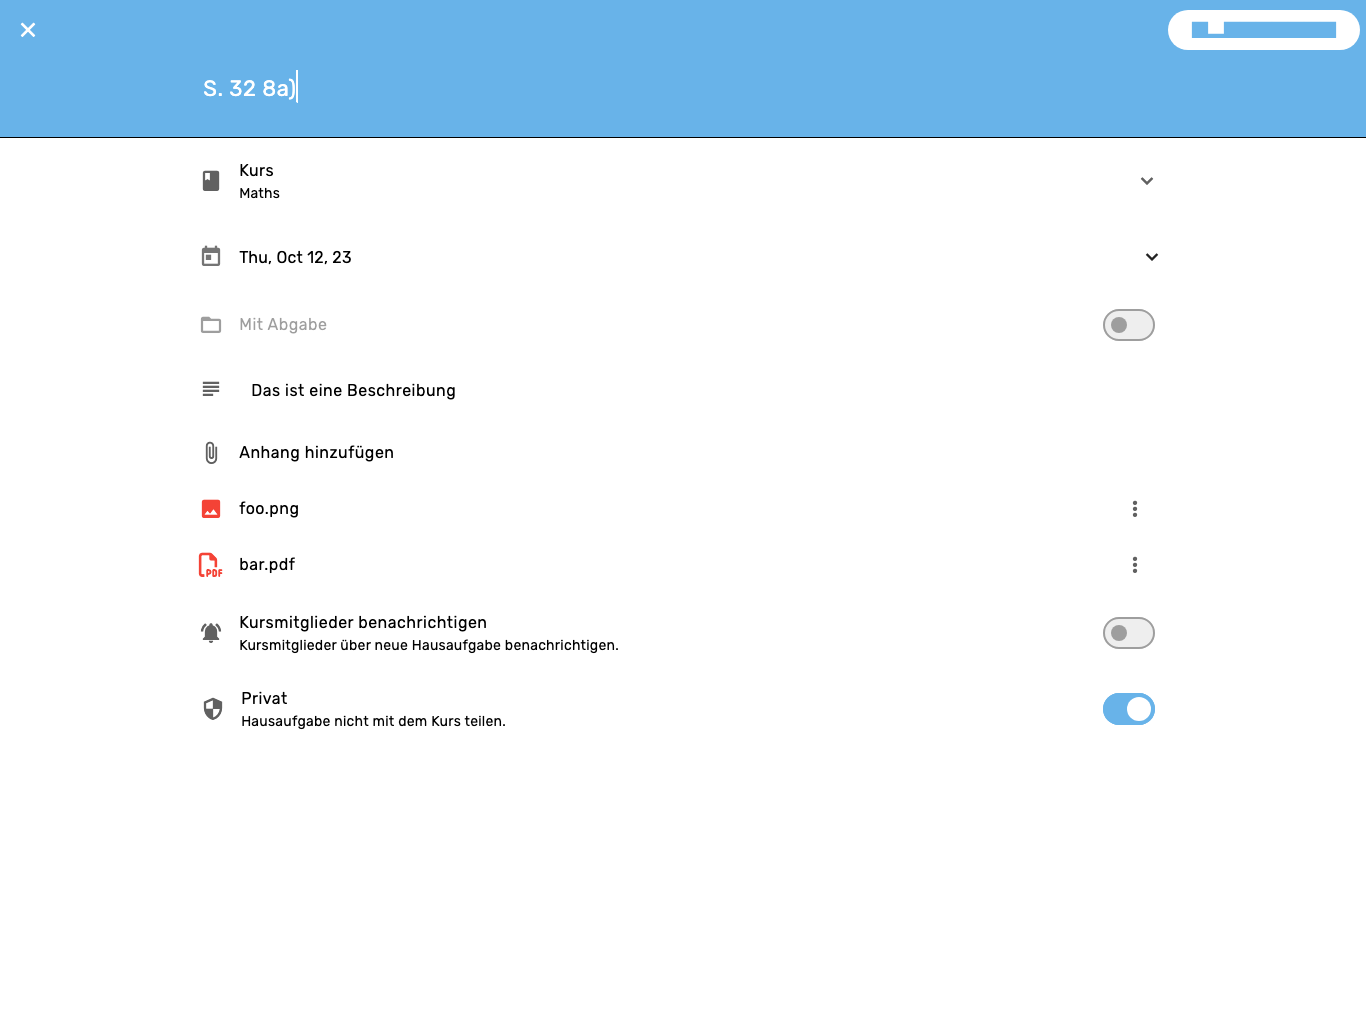 S. 32 8a)
Kurs
Maths
Thu, Oct 12, 23
Mit Abgabe
Das ist eine Beschreibung
Anhang hinzufügen
foo.png
PDF
bar.pdf
Kursmitglieder benachrichtigen
Kursmitglieder über neue Hausaufgabe benachrichtigen.
Privat
Hausaufgabe nicht mit dem Kurs teilen.